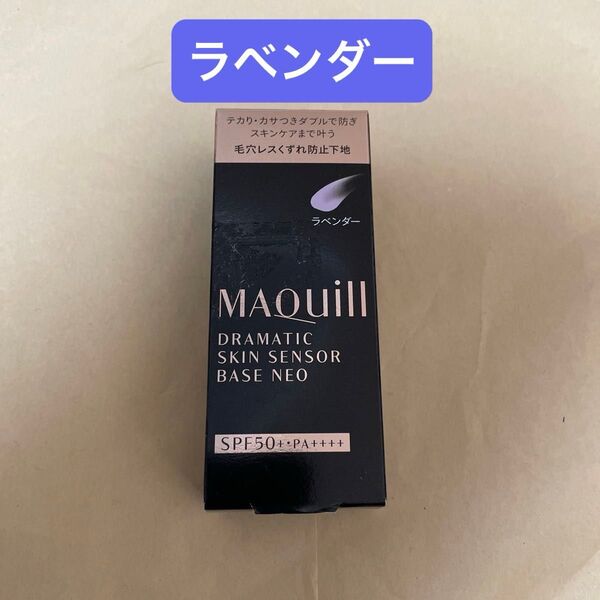 ラベンダー
テカり・カサつきダブルで防ぎ
スキンケアまで叶う
毛穴レスくずれ防止下地
ラベンダー
MAQuill
DRAMATIC
SKIN SENSOR
BASE NEO
SPF50+・PA++++